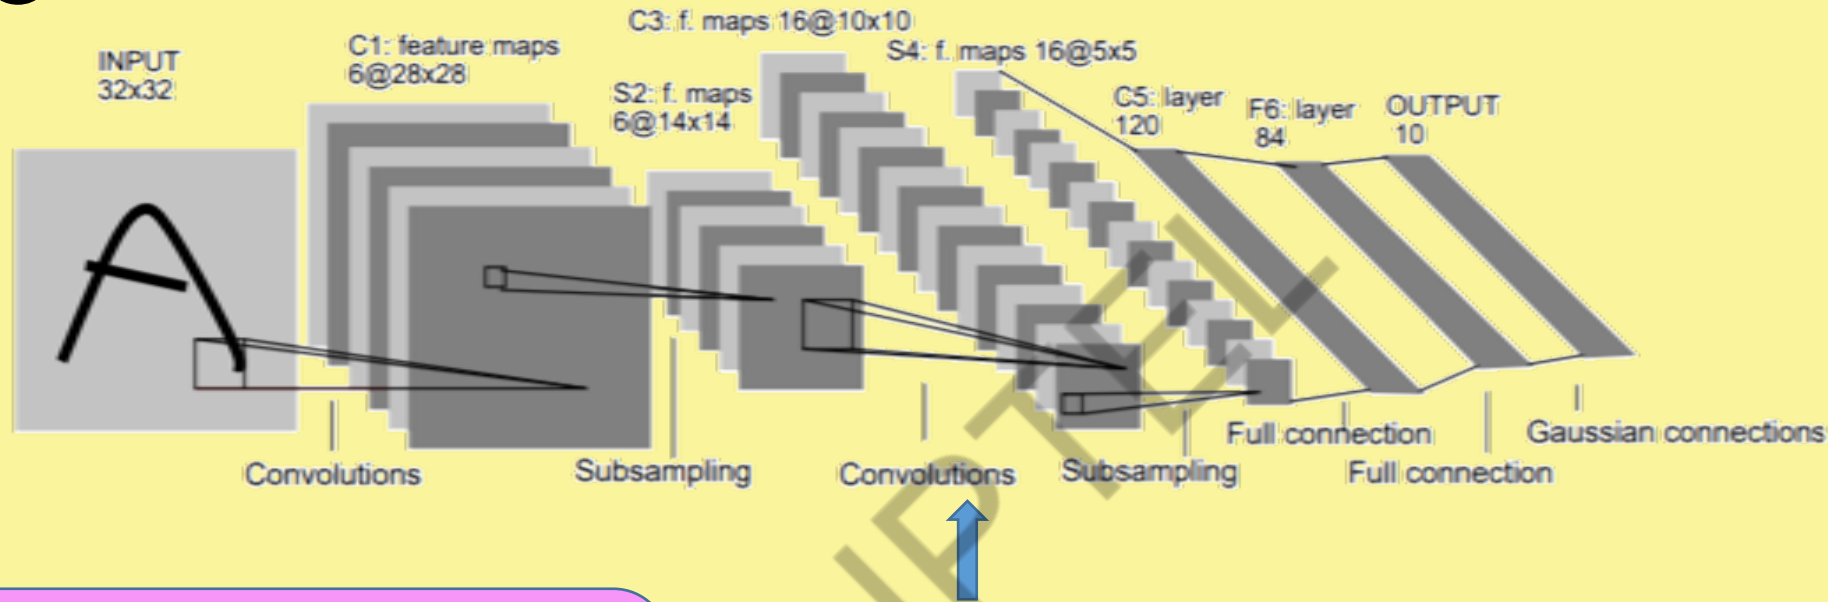 C3: f. maps 16@10x10
INPUT
32x32
C1: feature maps
6@28x28
S4: f. maps 16@5x5
S2: f. maps
6@14x14
C5: layer
120
F6: layer
84
OUTPUT
10
Convolutions
Subsampling
Convolutions
Subsampling
Full connection
Full connection
Gaussian connections
PTEL